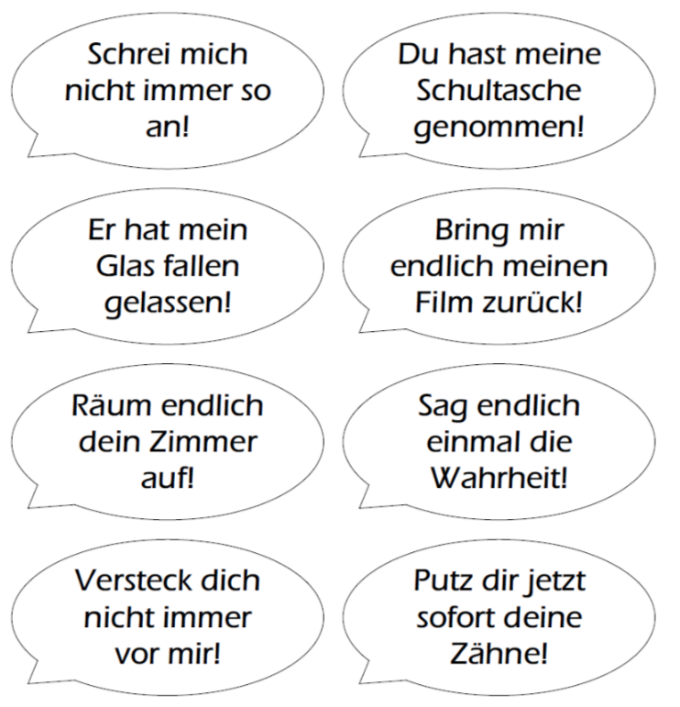 Schrei mich
nicht immer so
an!
Du hast meine
Schultasche
genommen!
Er hat mein
Glas fallen
gelassen!
Bring mir
endlich meinen
Film zurück!
Räum endlich
dein Zimmer
auf!
Sag endlich
einmal die
Wahrheit!
Versteck dich
nicht immer
vor mir!
Putz dir jetzt
sofort deine
Zähne!